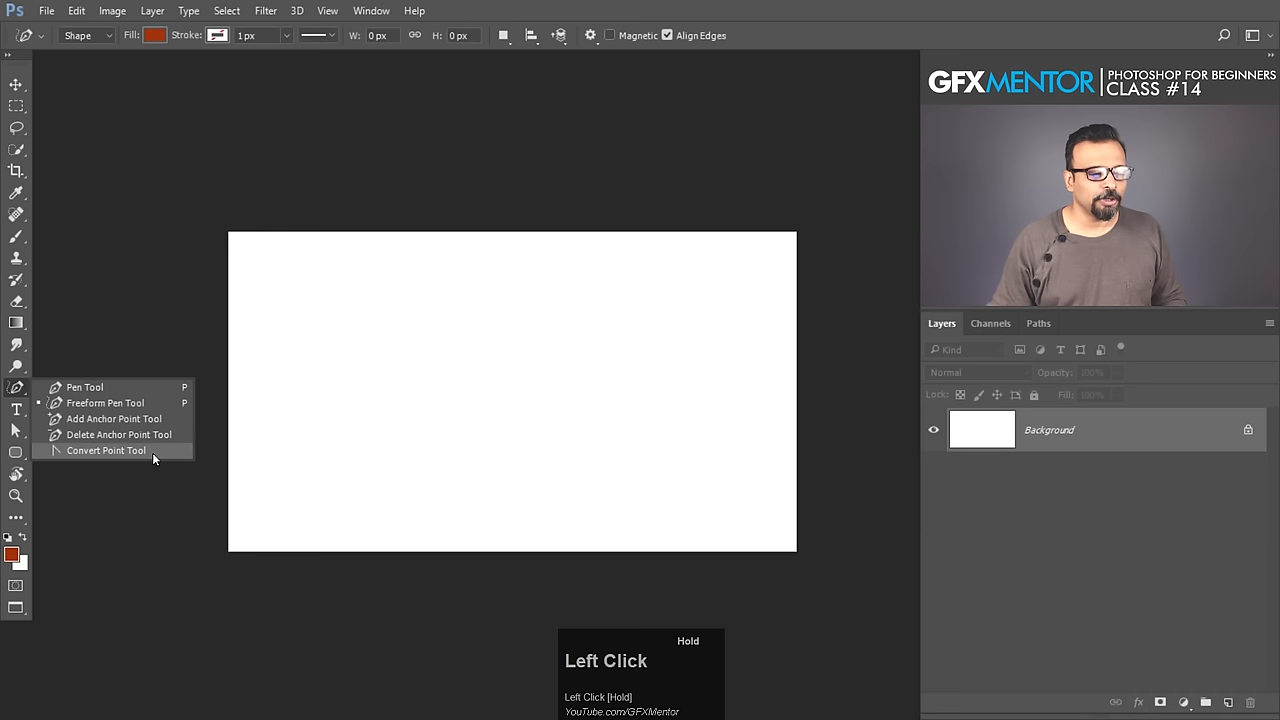 Ps File Edit Image Layer Type Select Filter 3D View Window Help
Shape Fill: Stroke: 1 px W: 0 px H: 0 px Magnetic Align Edges
GFXMENTOR PHOTOSHOP FOR BEGINNERS
CLASS #14
Layers Channels Paths
Kind
Normal Opacity: 100%
Lock: Fill: 100%
Background
Pen Tool P
Freeform Pen Tool P
Add Anchor Point Tool
Delete Anchor Point Tool
Convert Point Tool
Hold
Left Click
Left Click [Hold]
YouTube.com/GFXMentor
fx